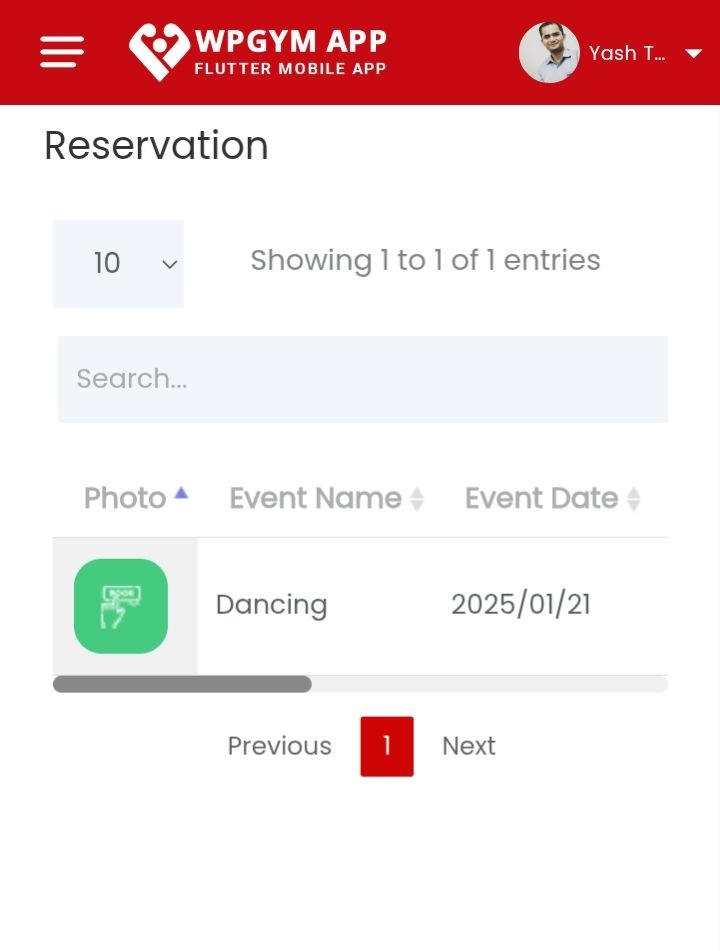 WPGYM APP
FLUTTER MOBILE APP
Yash T...
Reservation
10
Showing 1 to 1 of 1 entries
Search...
Photo Event Name Event Date
BOOK
Dancing 2025/01/21
Previous 1 Next